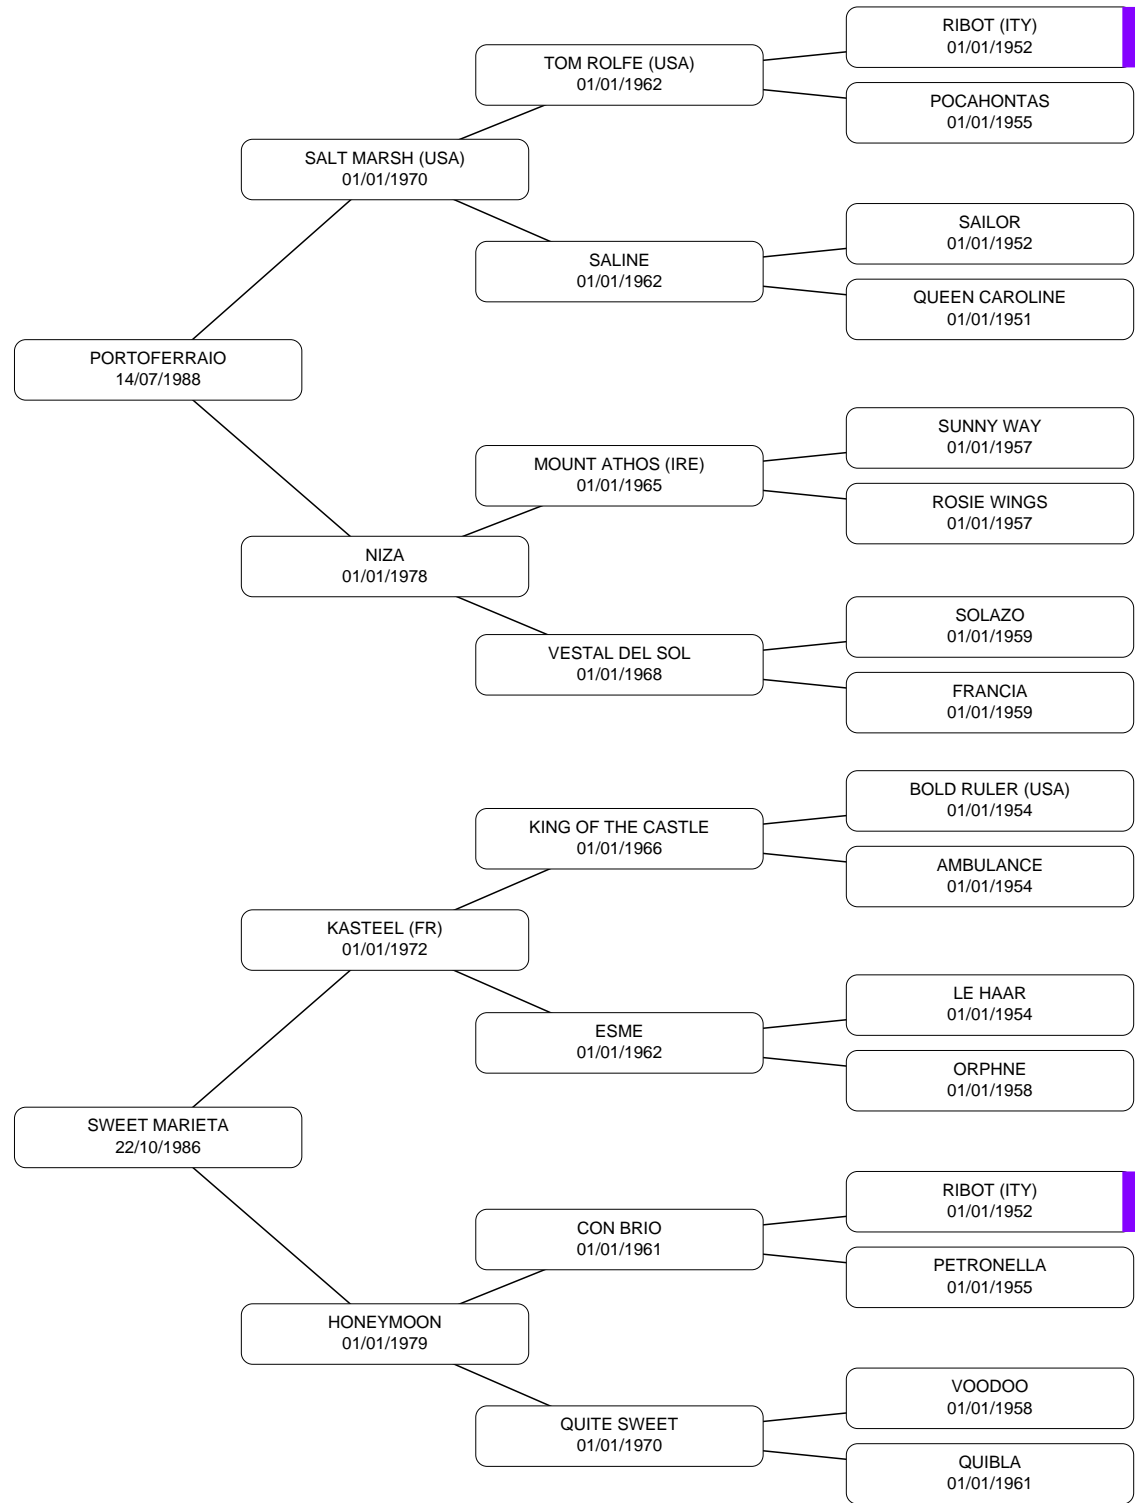 RIBOT (ITY)
01/01/1952
TOM ROLFE (USA)
01/01/1962
POCAHONTAS
01/01/1955
SALT MARSH (USA)
01/01/1970
SAILOR
01/01/1952
SALINE
01/01/1962
QUEEN CAROLINE
01/01/1951
PORTOFERRAIO
14/07/1988
SUNNY WAY
01/01/1957
MOUNT ATHOS (IRE)
01/01/1965
ROSIE WINGS
01/01/1957
NIZA
01/01/1978
SOLAZO
01/01/1959
VESTAL DEL SOL
01/01/1968
FRANCIA
01/01/1959
BOLD RULER (USA)
01/01/1954
KING OF THE CASTLE
01/01/1966
AMBULANCE
01/01/1954
KASTEEL (FR)
01/01/1972
LE HAAR
01/01/1954
ESME
01/01/1962
ORPHNE
01/01/1958
SWEET MARIETA
22/10/1986
RIBOT (ITY)
01/01/1952
CON BRIO
01/01/1961
PETRONELLA
01/01/1955
HONEYMOON
01/01/1979
VOODOO
01/01/1958
QUITE SWEET
01/01/1970
QUIBLA
01/01/1961